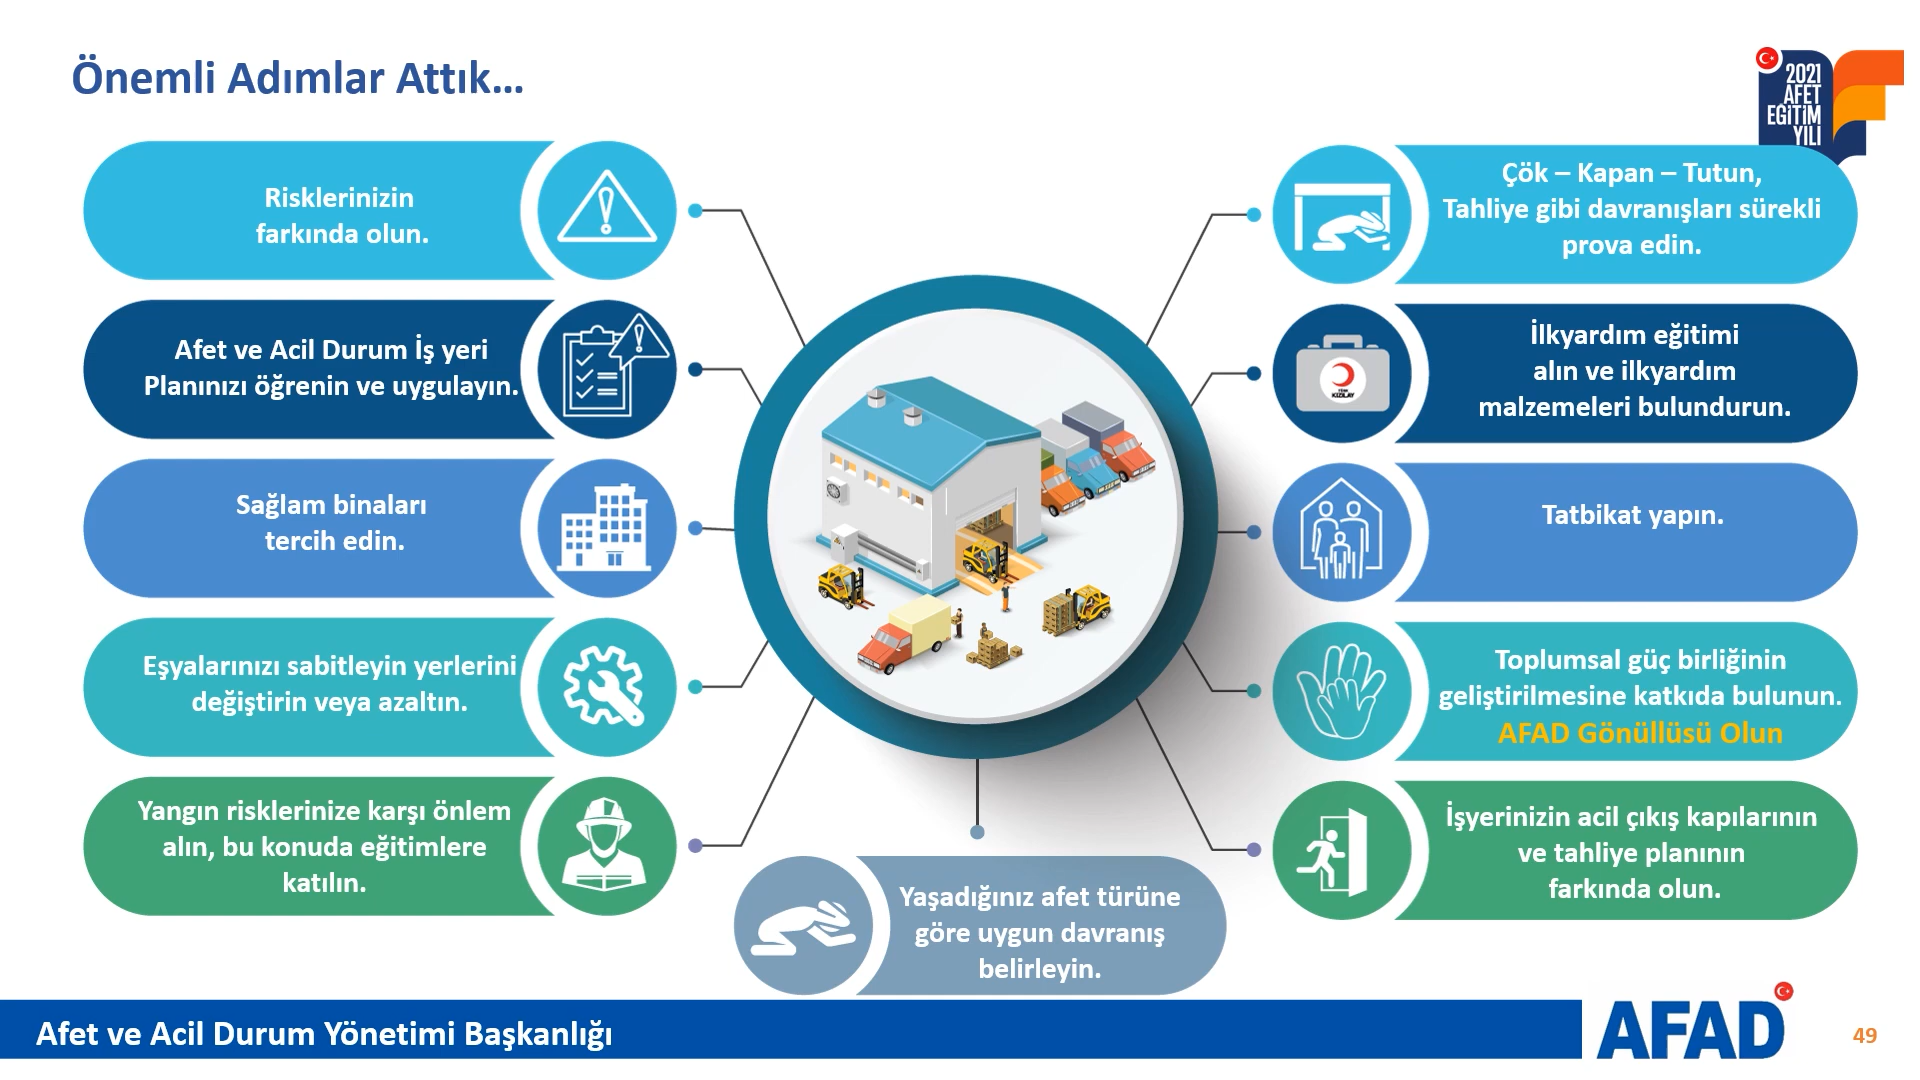 Önemli Adımlar Attık...
2021
AFET
EĞİTİM
YILI
Risklerinizin
farkında olun.
Afet ve Acil Durum İş yeri
Planınızı öğrenin ve uygulayın.
Sağlam binaları
tercih edin.
Eşyalarınızı sabitleyin yerlerini
değiştirin veya azaltın.
Yangın risklerinize karşı önlem
alın, bu konuda eğitimlere
katılın.
Yaşadığınız afet türüne
göre uygun davranış
belirleyin.
Çök – Kapan – Tutun,
Tahliye gibi davranışları sürekli
prova edin.
İlkyardım eğitimi
alın ve ilkyardım
malzemeleri bulundurun.
KIZILAY
Tatbikat yapın.
Toplumsal güç birliğinin
geliştirilmesine katkıda bulunun.
AFAD Gönüllüsü Olun
İşyerinizin acil çıkış kapılarının
ve tahliye planının
farkında olun.
Afet ve Acil Durum Yönetimi Başkanlığı
AFAD
49